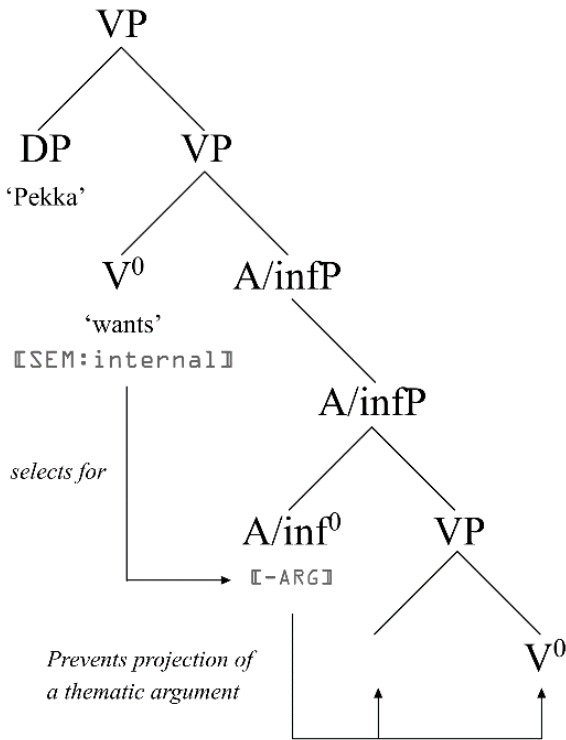 VP
DP VP
‘Pekka’
V⁰ A/infP
‘wants’
⟦SEM:internal⟧
A/infP
selects for
A/inf⁰ VP
⟦-ARG⟧
Prevents projection of V⁰
a thematic argument